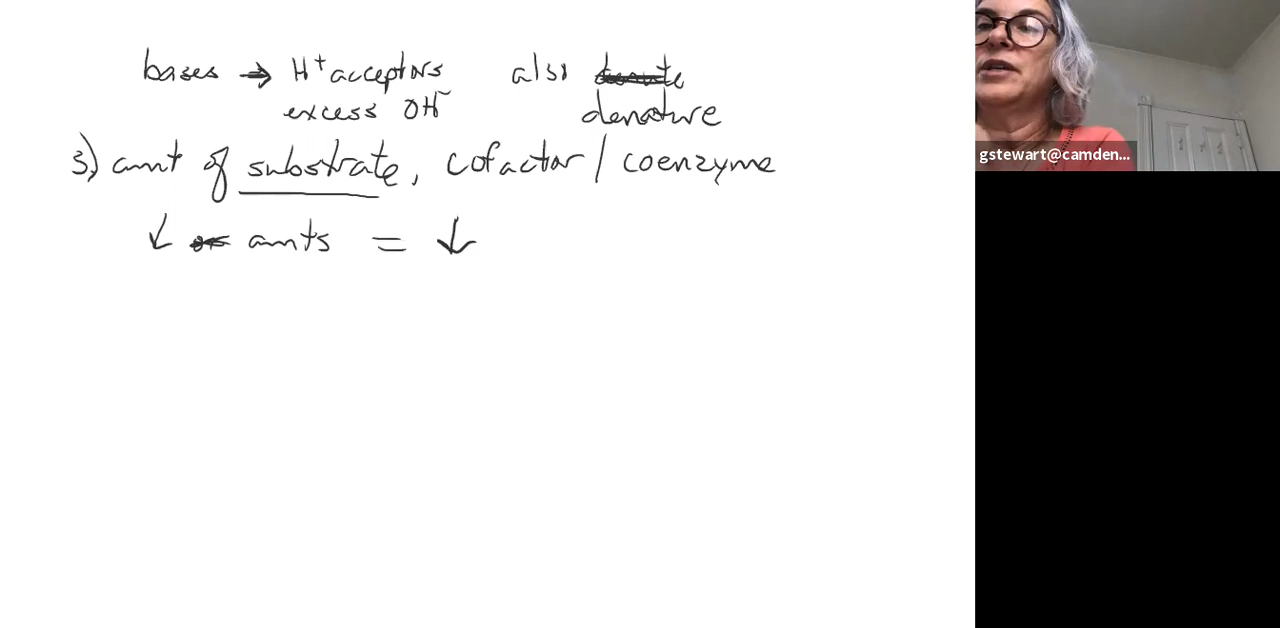 bases → H⁺ acceptors also denature
excess OH⁻
3) amt of substrate, cofactor / coenzyme
↓ amts = ↓
gstewart@camden...